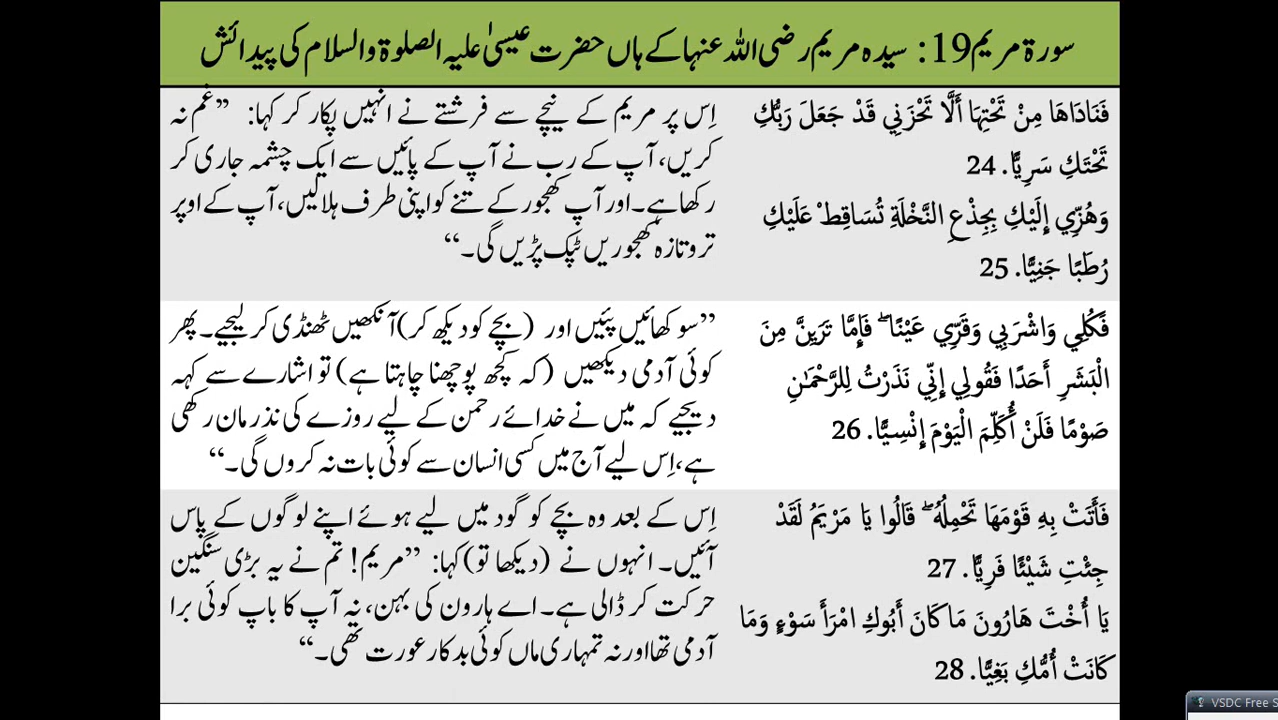 سورۃ مریم19: سیدہ مریم رضی اللہ عنہا کے ہاں حضرت عیسیٰ علیہ الصلوۃ والسلام کی پیدائش
فَنَادَاهَا مِنْ تَحْتِهَا أَلَّا تَحْزَنِي قَدْ جَعَلَ رَبُّكِ
تَحْتَكِ سَرِيًّا. 24
وَهُزِّي إِلَيْكِ بِجِذْعِ النَّخْلَةِ تُسَاقِطْ عَلَيْكِ
رُطَبًا جَنِيًّا. 25
اِس پر مریم کے نیچے سے فرشتے نے انہیں پکار کر کہا: ”غم نہ
کریں، آپ کے رب نے آپ کے پائیں سے ایک چشمہ جاری کر
رکھا ہے۔ اور آپ کھجور کے تنے کو اپنی طرف ہلا لیں، آپ کے اوپر
تر و تازہ کھجوریں ٹپک پڑیں گی۔“
فَكُلِي وَاشْرَبِي وَقَرِّي عَيْنًا ۖ فَإِمَّا تَرَيِنَّ مِنَ
الْبَشَرِ أَحَدًا فَقُولِي إِنِّي نَذَرْتُ لِلرَّحْمَٰنِ
صَوْمًا فَلَنْ أُكَلِّمَ الْيَوْمَ إِنْسِيًّا. 26
”سو کھائیں پئیں اور (بچے کو دیکھ کر) آنکھیں ٹھنڈی کر لیجیے۔ پھر
کوئی آدمی دیکھیں (کہ کچھ پوچھنا چاہتا ہے) تو اشارے سے کہہ
دیجیے کہ میں نے خدائے رحمن کے لیے روزے کی نذر مان رکھی
ہے، اِس لیے آج میں کسی انسان سے کوئی بات نہ کروں گی۔“
فَأَتَتْ بِهِ قَوْمَهَا تَحْمِلُهُ ۖ قَالُوا يَا مَرْيَمُ لَقَدْ
جِئْتِ شَيْئًا فَرِيًّا. 27
يَا أُخْتَ هَارُونَ مَا كَانَ أَبُوكِ امْرَأَ سَوْءٍ وَمَا
كَانَتْ أُمُّكِ بَغِيًّا. 28
اِس کے بعد وہ بچے کو گود میں لیے ہوئے اپنے لوگوں کے پاس
آئیں۔ انہوں نے (دیکھا تو) کہا: ”مریم! تم نے یہ بڑی سنگین
حرکت کر ڈالی ہے۔ اے ہارون کی بہن، نہ آپ کا باپ کوئی برا
آدمی تھا اور نہ تمہاری ماں کوئی بدکار عورت تھی۔“
VSDC Free S